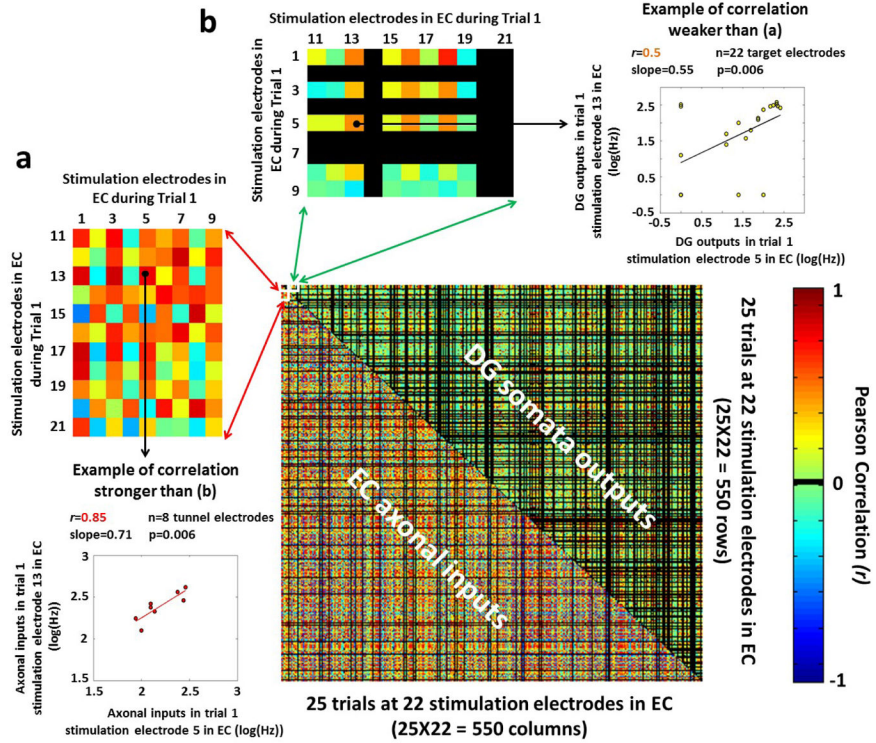 b
Stimulation electrodes in EC during Trial 1
11 13 15 17 19 21
Stimulation electrodes in
EC during Trial 1
1
3
5
7
9
Example of correlation
weaker than (a)
r=0.5 n=22 target electrodes
slope=0.55 p=0.006
DG outputs in trial 1
stimulation electrode 13 in EC
(log(Hz))
2.5
1.5
0.5
-0.5
-0.5 0.5 1.4 2.4
DG outputs in trial 1
stimulation electrode 5 in EC (log(Hz))
a
Stimulation electrodes in
EC during Trial 1
1 3 5 7 9
Stimulation electrodes in EC
during Trial 1
11
13
15
17
19
21
Example of correlation
stronger than (b)
r=0.85 n=8 tunnel electrodes
slope=0.71 p=0.006
Axonal inputs in trial 1
stimulation electrode 13 in EC
(log(Hz))
3
2.5
2
1.5
1.5 2 2.5 3
Axonal inputs in trial 1
stimulation electrode 5 in EC (log(Hz))
DG somata outputs
EC axonal inputs
25 trials at 22 stimulation electrodes in EC
(25X22 = 550 columns)
25 trials at 22 stimulation electrodes in EC
(25X22 = 550 rows)
1
0
-1
Pearson Correlation (r)